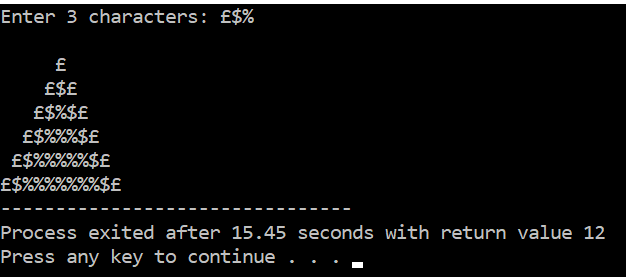 Enter 3 characters: £$%
     £
    £$£
   £$%$£
  £$%%%$£
 £$%%%%%$£
£$%%%%%%%$£
--------------------------------
Process exited after 15.45 seconds with return value 12
Press any key to continue . . .